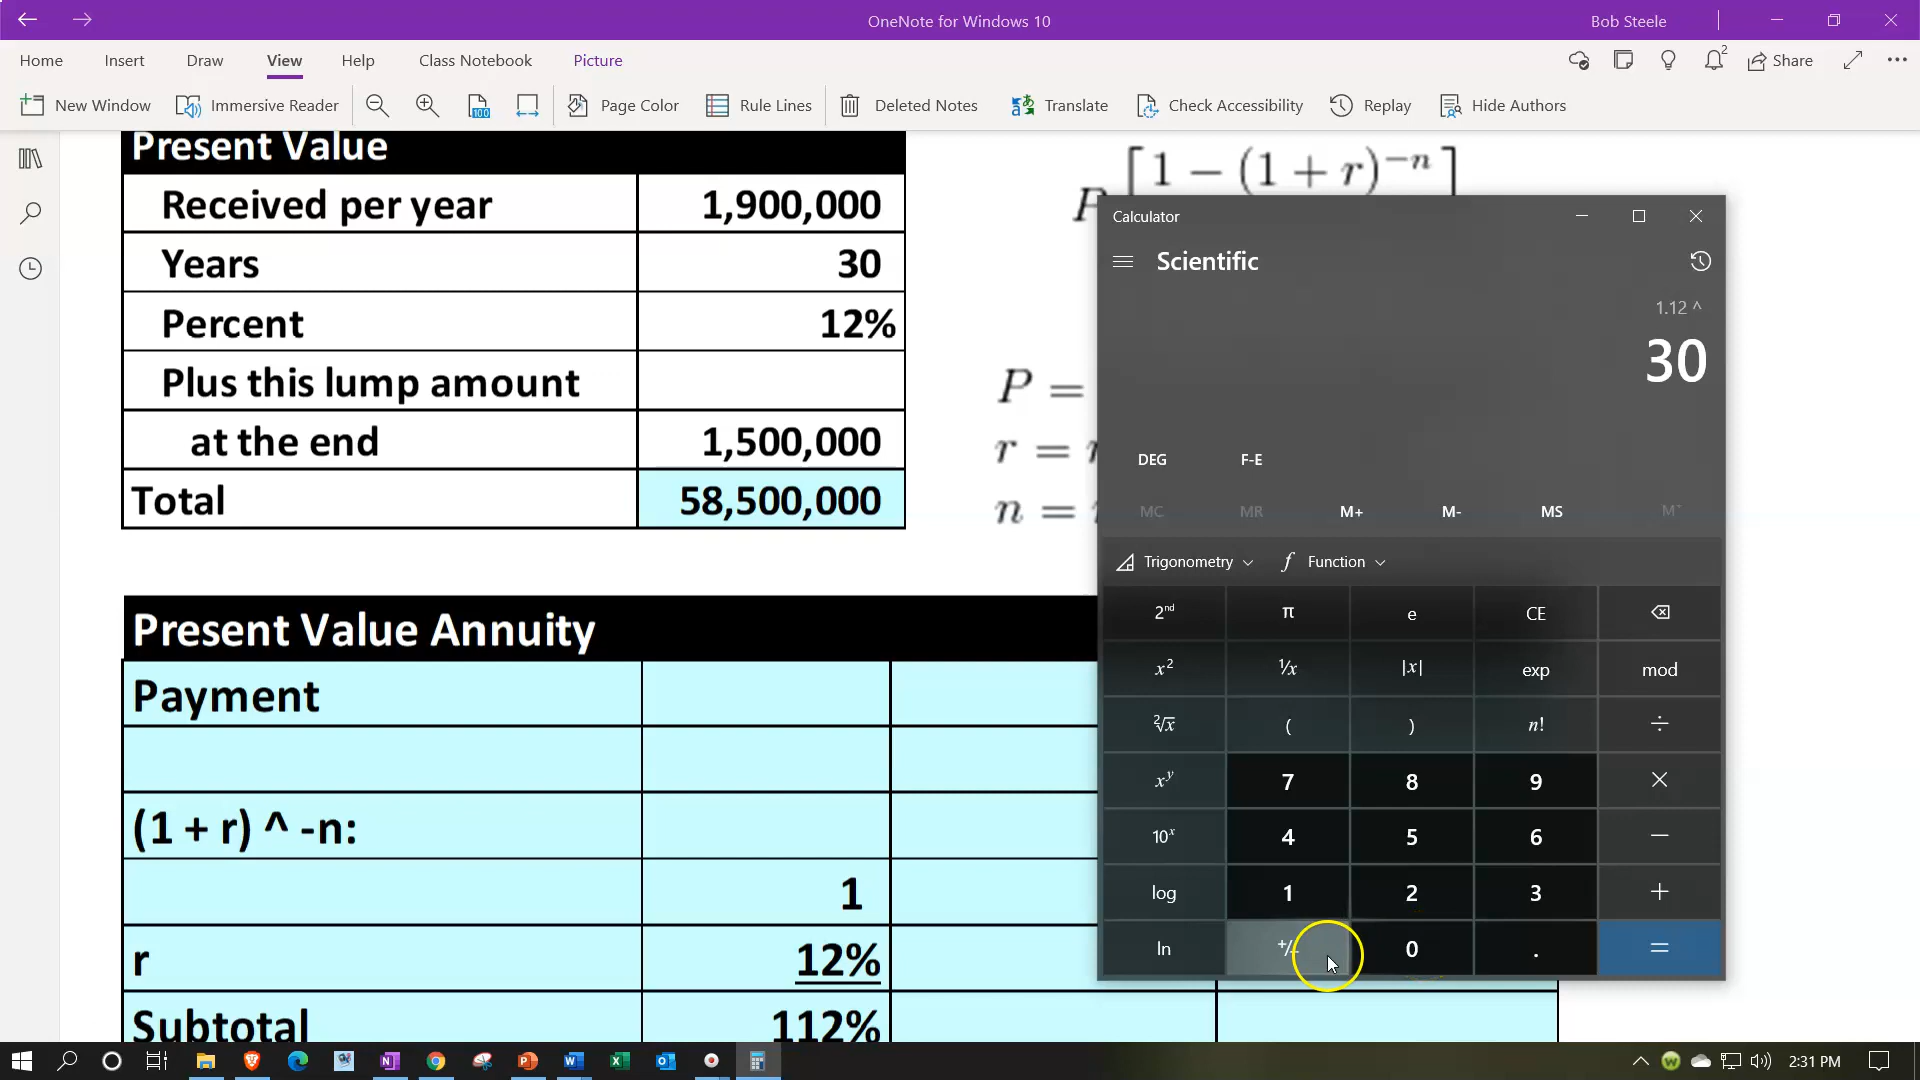 OneNote for Windows 10
Bob Steele
Home Insert Draw View Help Class Notebook Picture
2
Share
New Window Immersive Reader 100 Page Color Rule Lines Deleted Notes Translate Check Accessibility Replay Hide Authors
Present Value
Received per year 1,900,000
Years 30
Percent 12%
Plus this lump amount
at the end 1,500,000
Total 58,500,000
P [ 1 − (1 + r)^−n ]
P =
r =
n =
Present Value Annuity
Payment
(1 + r) ^ -n:
1
r 12%
Subtotal 112%
Calculator
Scientific
1.12 ^
30
DEG F-E
MC MR M+ M- MS M˅
Trigonometry f Function
2nd π e CE
x² ⅟x |x| exp mod
²√x ( ) n! ÷
xʸ 7 8 9 ×
10ˣ 4 5 6 −
log 1 2 3 +
ln +/- 0 . =
2:31 PM